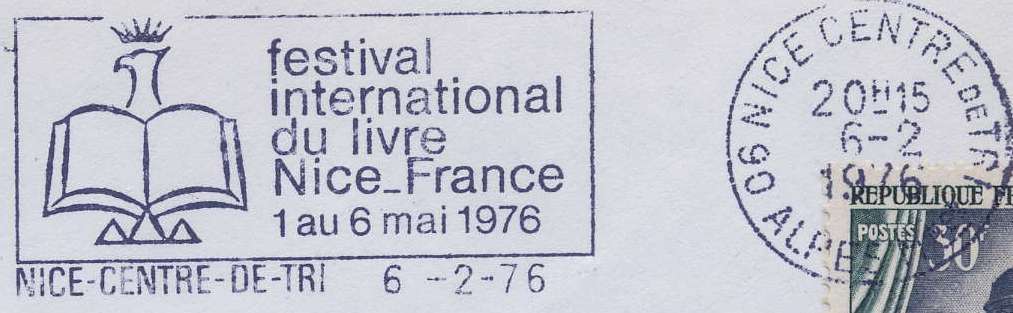 festival
international
du livre
Nice_France
1 au 6 mai 1976
NICE-CENTRE-DE-TRI 6 -2-76
06 NICE CENTRE DE TRI
20H15
6-2
1976
ALPES
REPUBLIQUE
POSTES